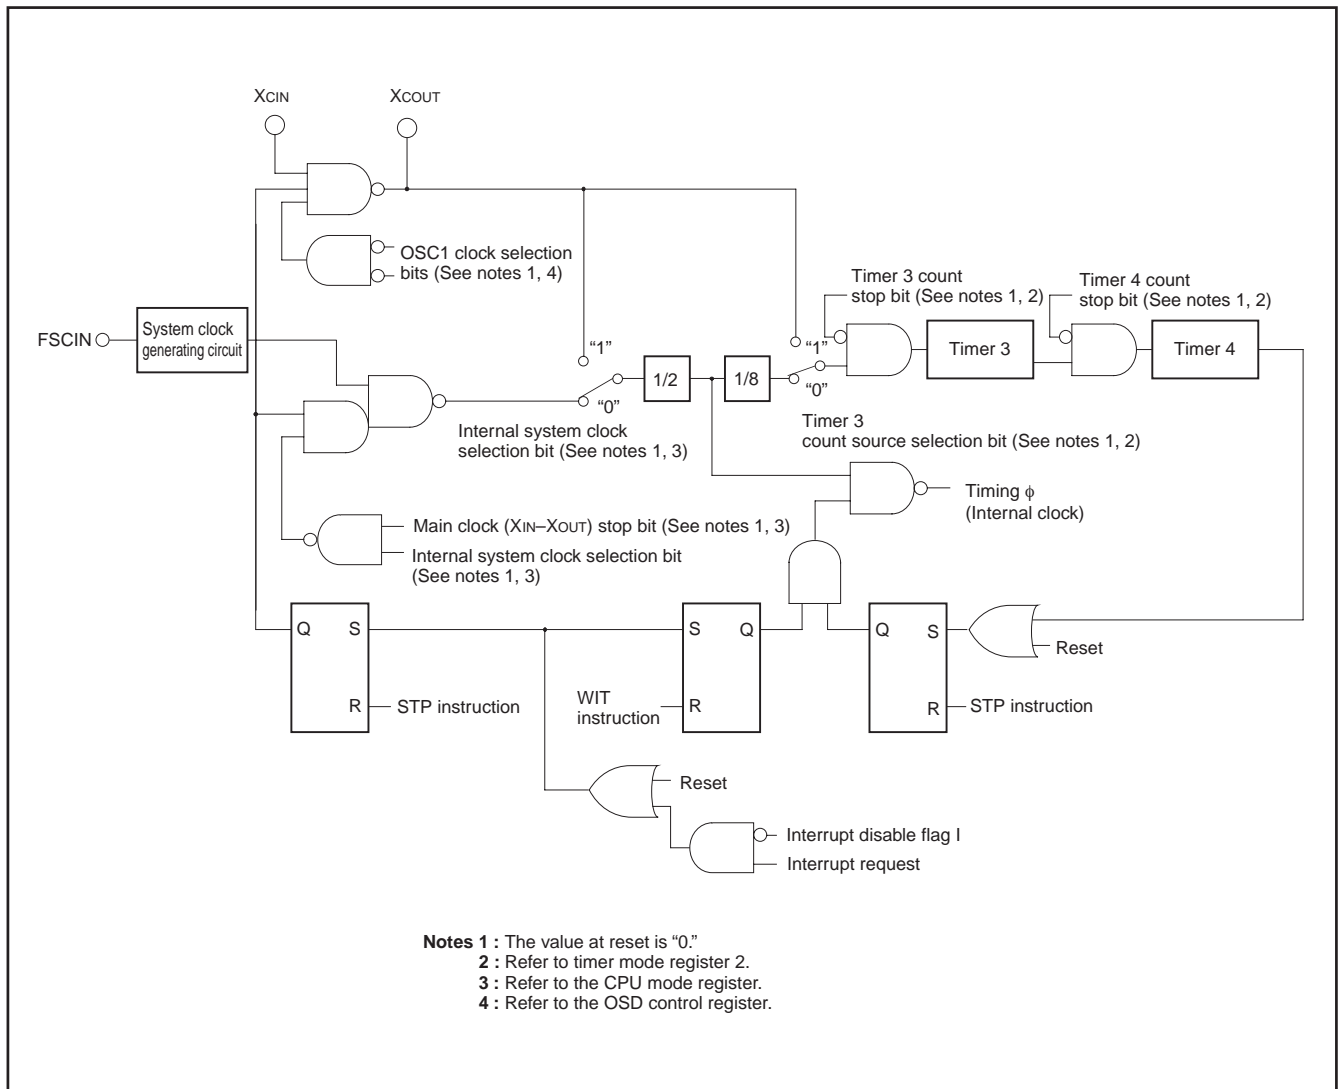 XCIN
XCOUT
OSC1 clock selection
bits (See notes 1, 4)
Timer 3 count
stop bit (See notes 1, 2)
Timer 4 count
stop bit (See notes 1, 2)
FSCIN
System clock
generating circuit
“1”
“1”
1/2
1/8
Timer 3
Timer 4
“0”
“0”
Internal system clock
selection bit (See notes 1, 3)
Timer 3
count source selection bit (See notes 1, 2)
Timing ϕ
(Internal clock)
Main clock (XIN–XOUT) stop bit (See notes 1, 3)
Internal system clock selection bit
(See notes 1, 3)
Q S
S Q
Q S
Reset
R
STP instruction
WIT
instruction
R
R
STP instruction
Reset
Interrupt disable flag I
Interrupt request
Notes 1 : The value at reset is “0.”
2 : Refer to timer mode register 2.
3 : Refer to the CPU mode register.
4 : Refer to the OSD control register.